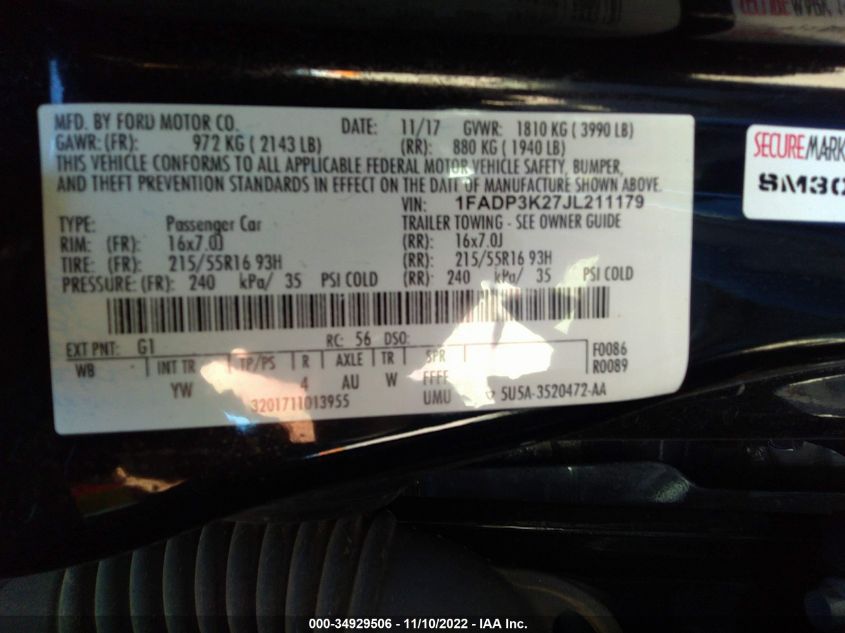 MFD. BY FORD MOTOR CO. DATE: 11/17 GVWR: 1810 KG ( 3990 LB)
GAWR: (FR): 972 KG ( 2143 LB) (RR): 880 KG ( 1940 LB)
THIS VEHICLE CONFORMS TO ALL APPLICABLE FEDERAL MOTOR VEHICLE SAFETY, BUMPER,
AND THEFT PREVENTION STANDARDS IN EFFECT ON THE DATE OF MANUFACTURE SHOWN ABOVE.
VIN: 1FADP3K27JL211179
TYPE: Passenger Car TRAILER TOWING - SEE OWNER GUIDE
RIM: (FR): 16x7.0J (RR): 16x7.0J
TIRE: (FR): 215/55R16 93H (RR): 215/55R16 93H
PRESSURE: (FR): 240 kPa/ 35 PSI COLD (RR): 240 kPa/ 35 PSI COLD
EXT PNT: G1 RC: 56 DSO: F0086
WB INT TR TP/PS R AXLE TR SPR R0089
YW 4 AU W FFFF
3201711013955 UMU 5U5A-3520472-AA
SECUREMARK
SM30
000-34929506 - 11/10/2022 - IAA Inc.